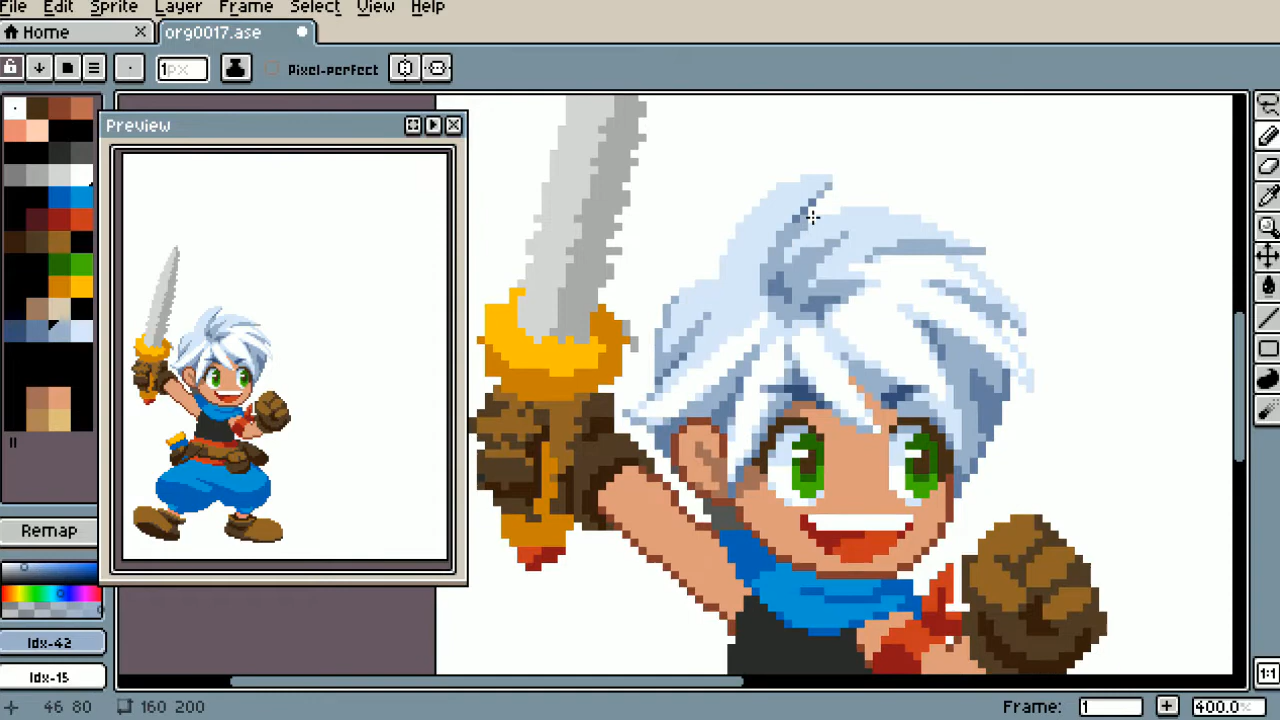 File Edit Sprite Layer Frame Select View Help
Home org0017.ase
1px Pixel-perfect
Preview
Remap
Idx-42
Idx-15
46 80 160 200 Frame: 1 400.0%
1:1